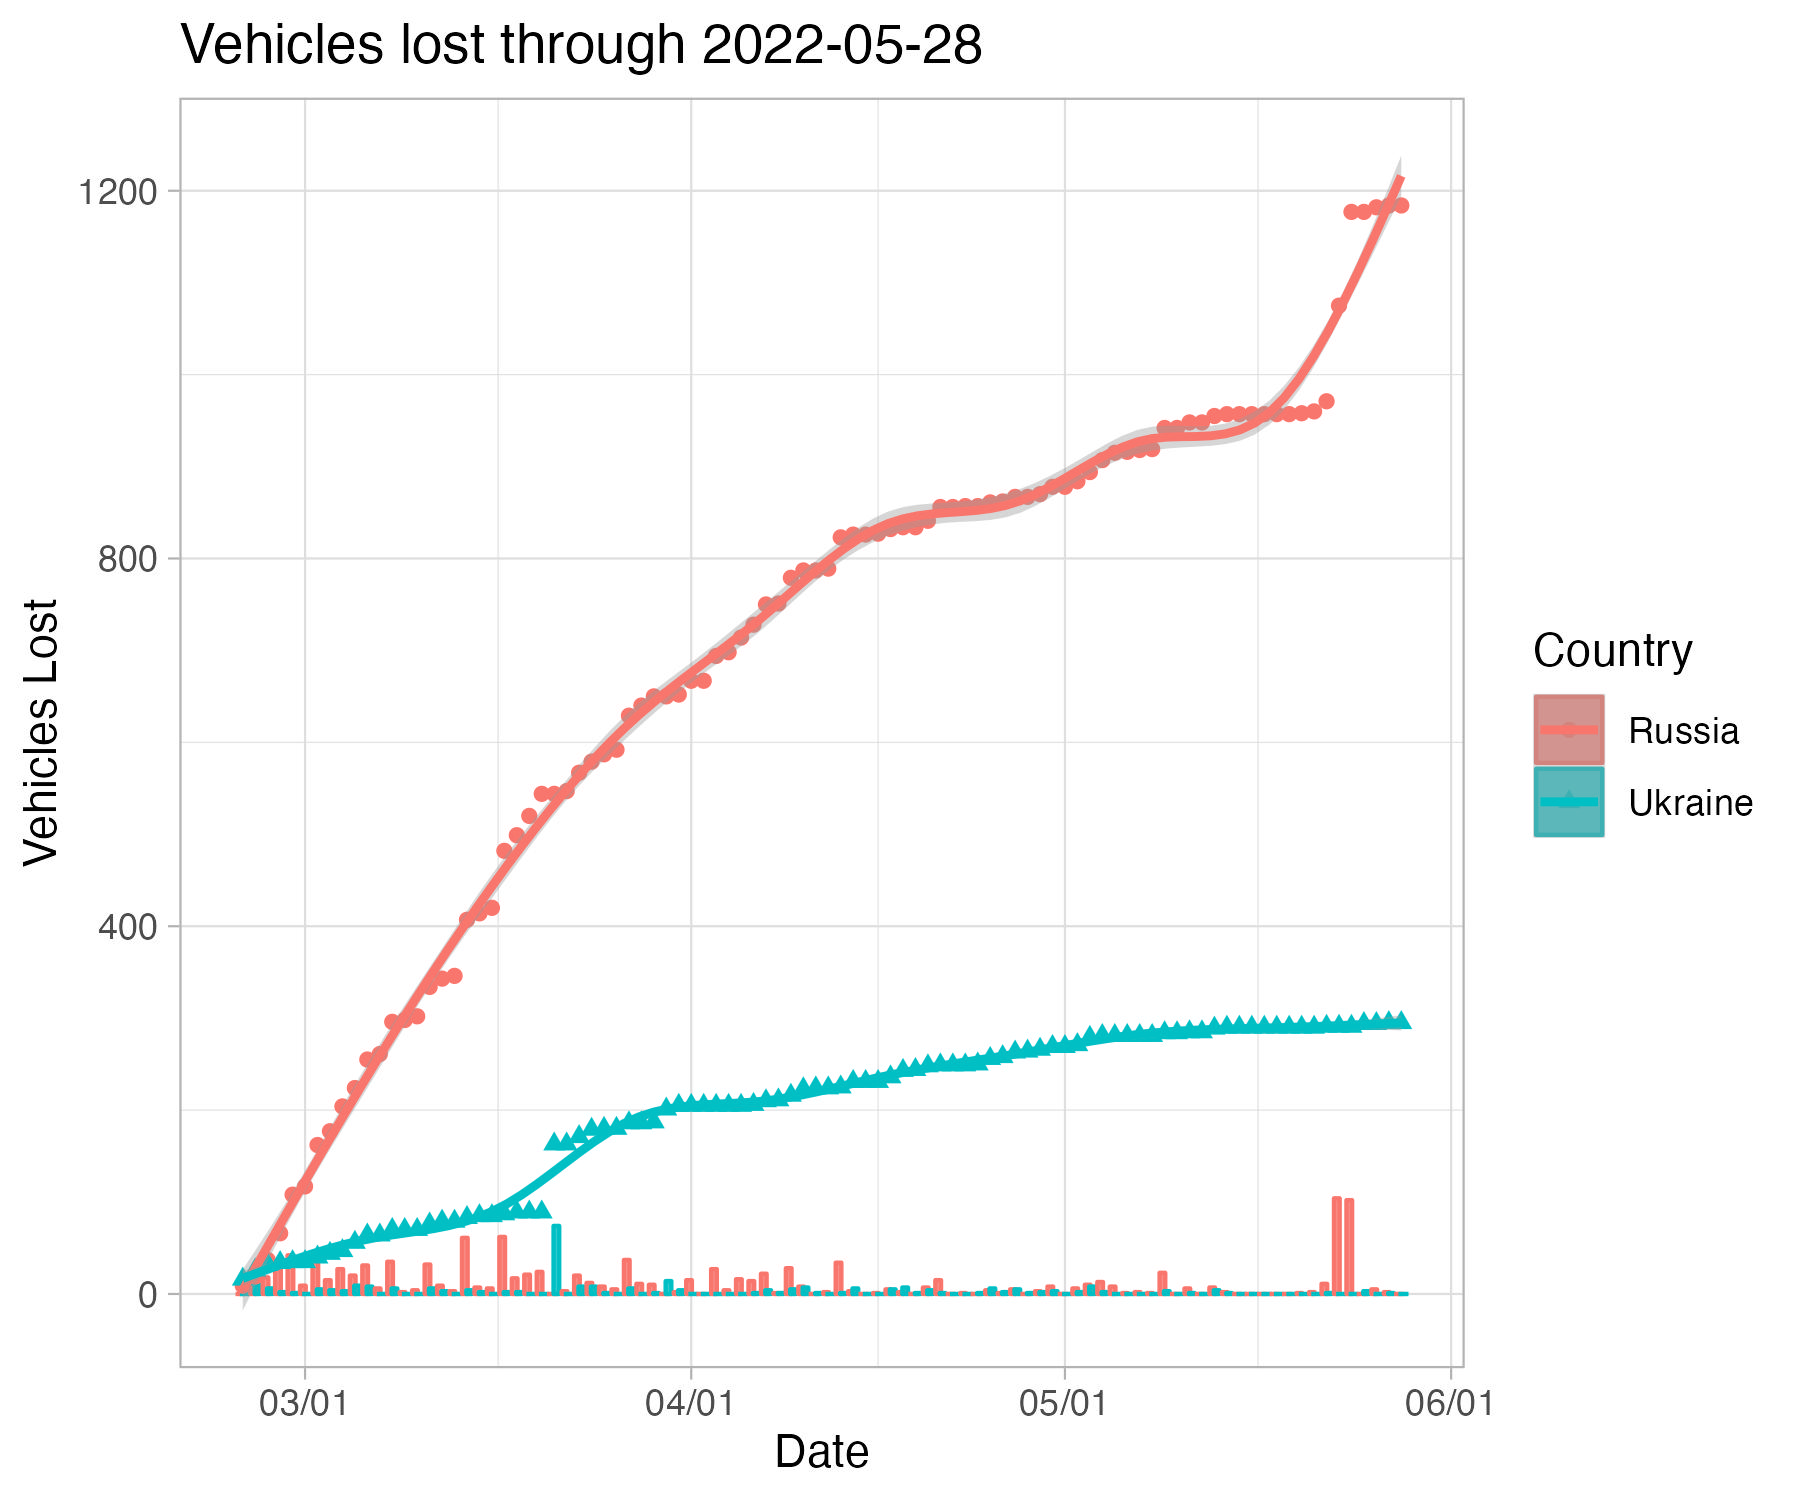 Vehicles lost through 2022-05-28
Vehicles Lost
1200
800
400
0
03/01
04/01
05/01
06/01
Date
Country
Russia
Ukraine